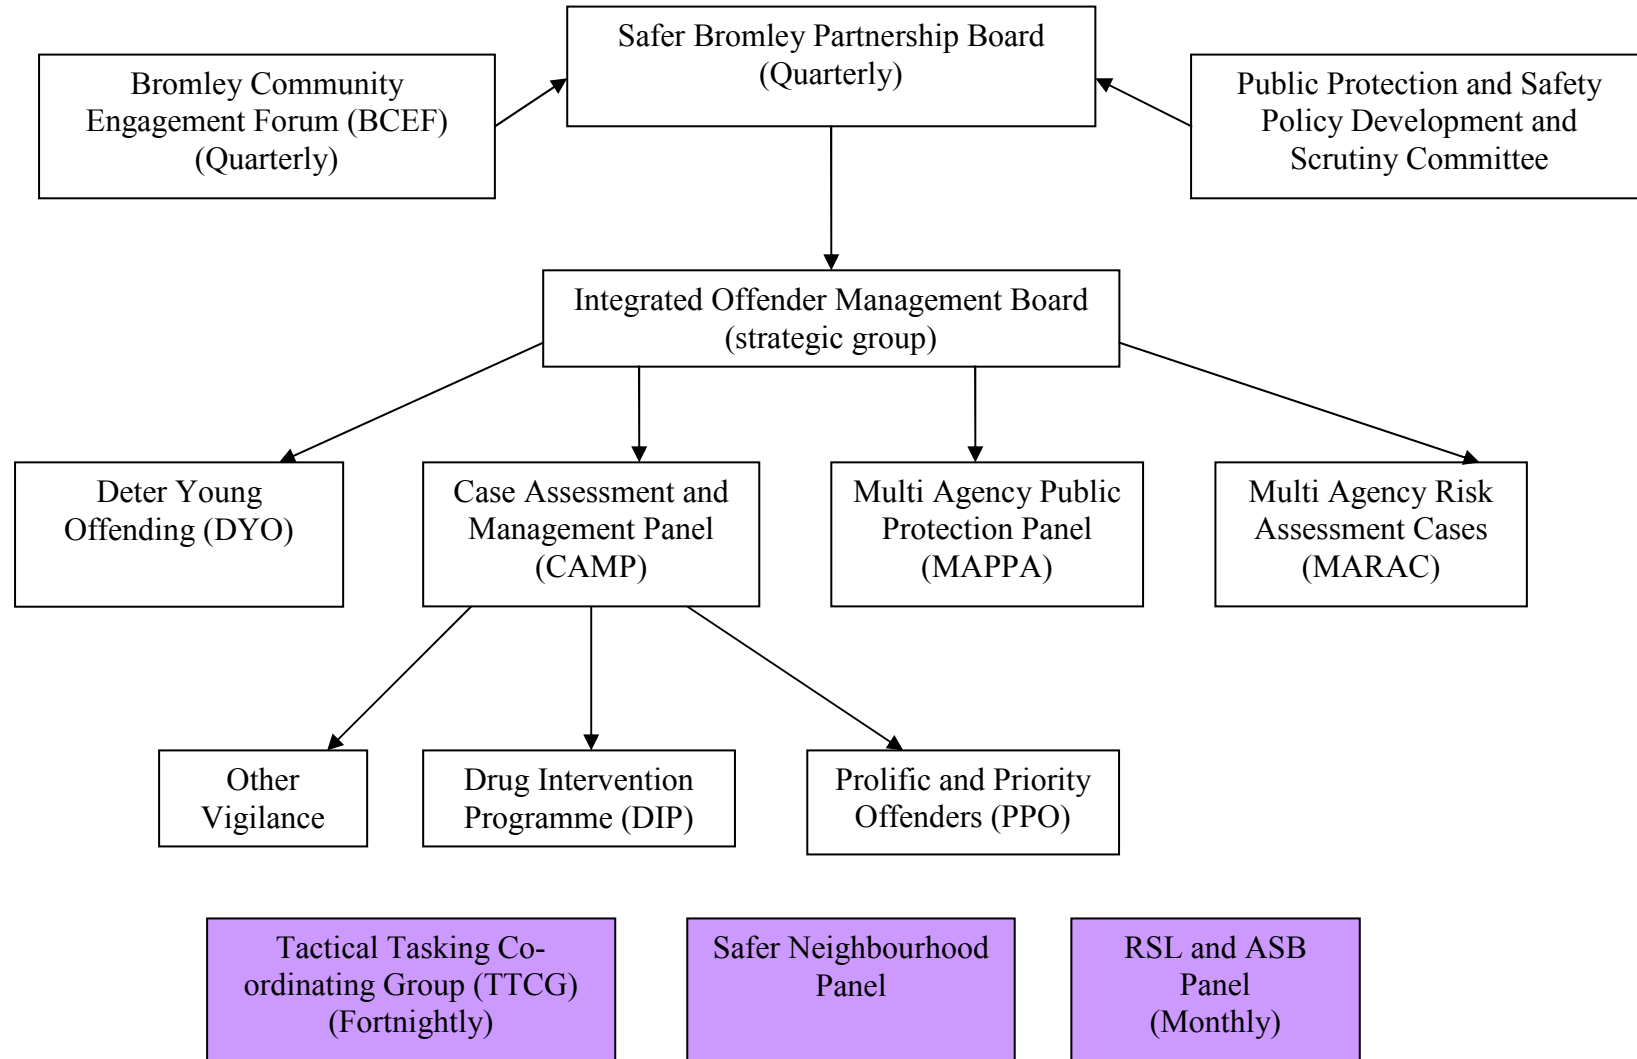 Safer Bromley Partnership Board
(Quarterly)
Bromley Community
Engagement Forum (BCEF)
(Quarterly)
Public Protection and Safety
Policy Development and
Scrutiny Committee
Integrated Offender Management Board
(strategic group)
Deter Young
Offending (DYO)
Case Assessment and
Management Panel
(CAMP)
Multi Agency Public
Protection Panel
(MAPPA)
Multi Agency Risk
Assessment Cases
(MARAC)
Other
Vigilance
Drug Intervention
Programme (DIP)
Prolific and Priority
Offenders (PPO)
Tactical Tasking Co-
ordinating Group (TTCG)
(Fortnightly)
Safer Neighbourhood
Panel
RSL and ASB
Panel
(Monthly)